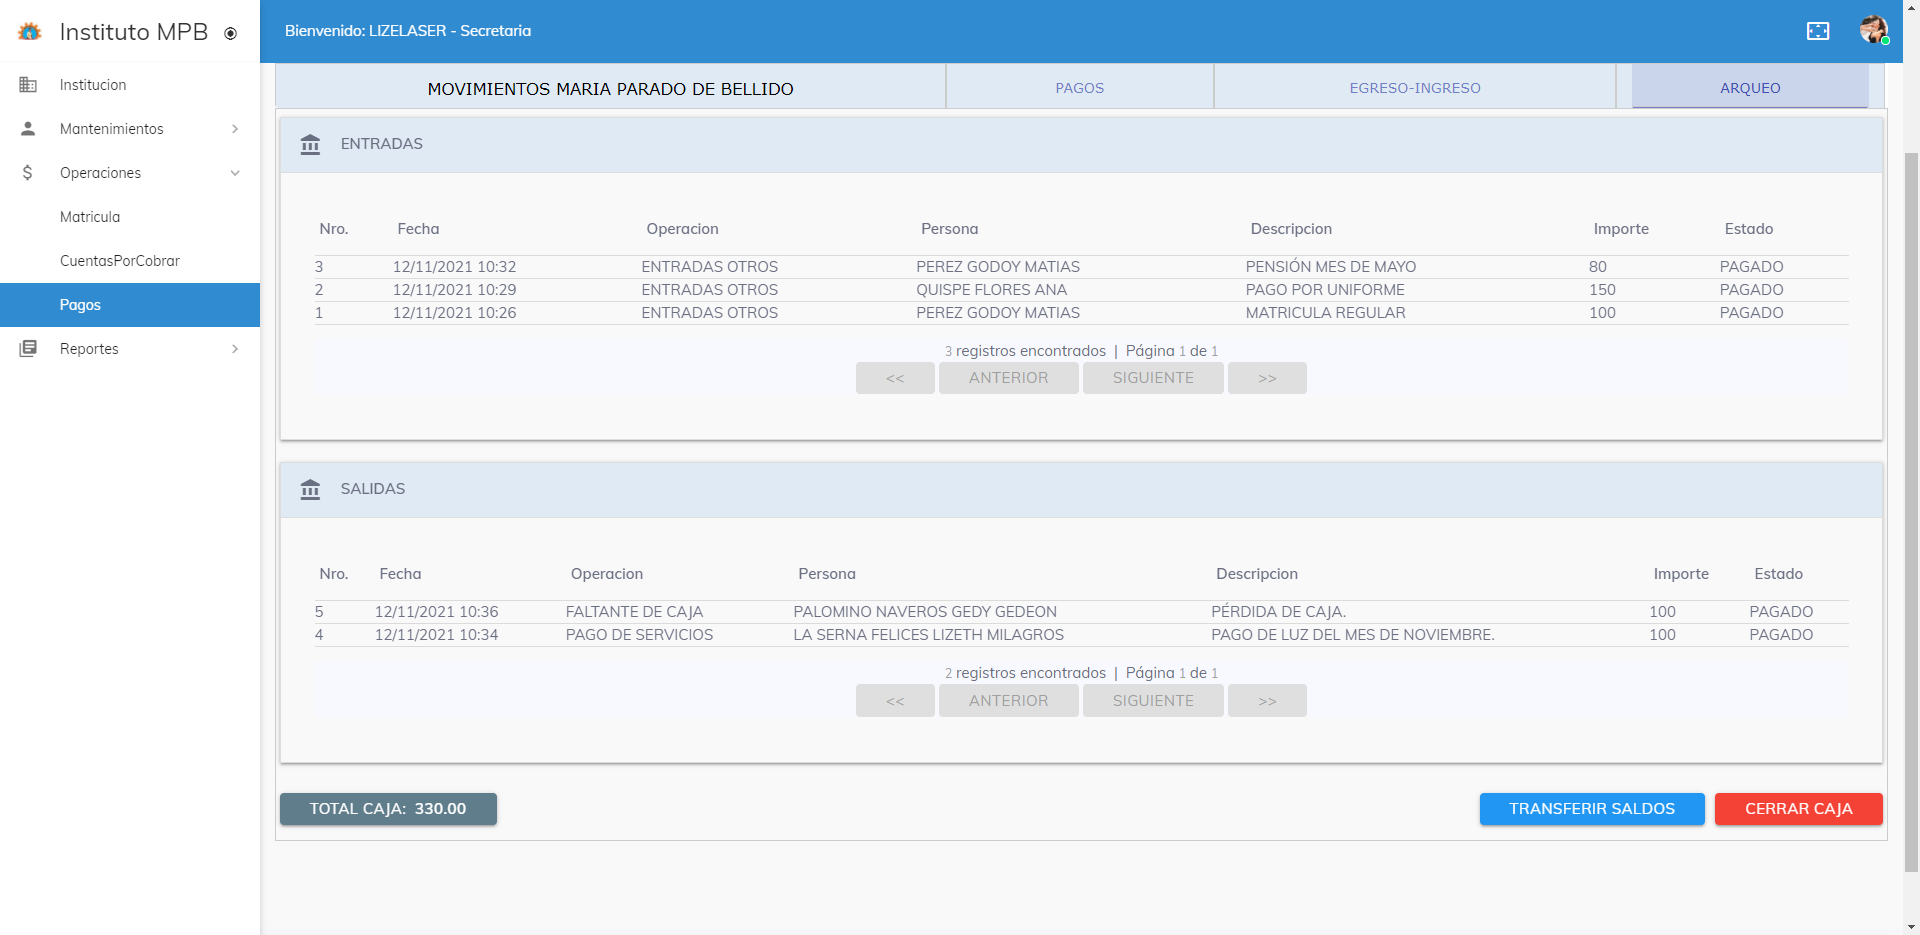 Instituto MPB
Bienvenido: LIZELASER - Secretaria
Institucion
Mantenimientos
Operaciones
Matricula
CuentasPorCobrar
Pagos
Reportes
MOVIMIENTOS MARIA PARADO DE BELLIDO PAGOS EGRESO-INGRESO ARQUEO
ENTRADAS
Nro. Fecha Operacion Persona Descripcion Importe Estado
3 12/11/2021 10:32 ENTRADAS OTROS PEREZ GODOY MATIAS PENSIÓN MES DE MAYO 80 PAGADO
2 12/11/2021 10:29 ENTRADAS OTROS QUISPE FLORES ANA PAGO POR UNIFORME 150 PAGADO
1 12/11/2021 10:26 ENTRADAS OTROS PEREZ GODOY MATIAS MATRICULA REGULAR 100 PAGADO
3 registros encontrados | Página 1 de 1
<< ANTERIOR SIGUIENTE >>
SALIDAS
Nro. Fecha Operacion Persona Descripcion Importe Estado
5 12/11/2021 10:36 FALTANTE DE CAJA PALOMINO NAVEROS GEDY GEDEON PÉRDIDA DE CAJA. 100 PAGADO
4 12/11/2021 10:34 PAGO DE SERVICIOS LA SERNA FELICES LIZETH MILAGROS PAGO DE LUZ DEL MES DE NOVIEMBRE. 100 PAGADO
2 registros encontrados | Página 1 de 1
<< ANTERIOR SIGUIENTE >>
TOTAL CAJA: 330.00 TRANSFERIR SALDOS CERRAR CAJA